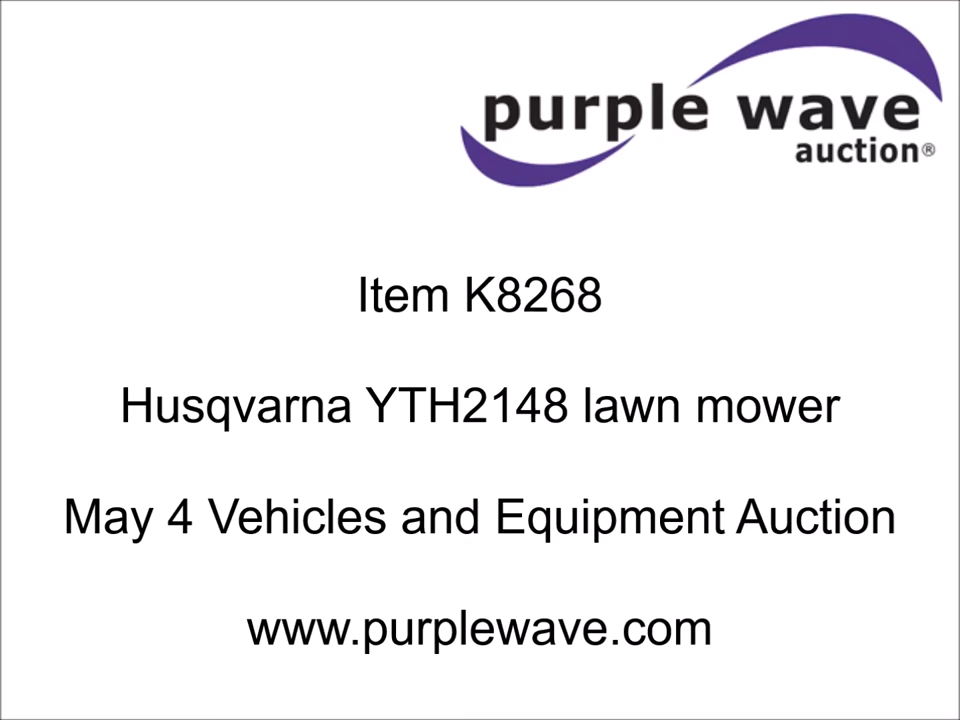 purple wave
auction®
Item K8268
Husqvarna YTH2148 lawn mower
May 4 Vehicles and Equipment Auction
www.purplewave.com